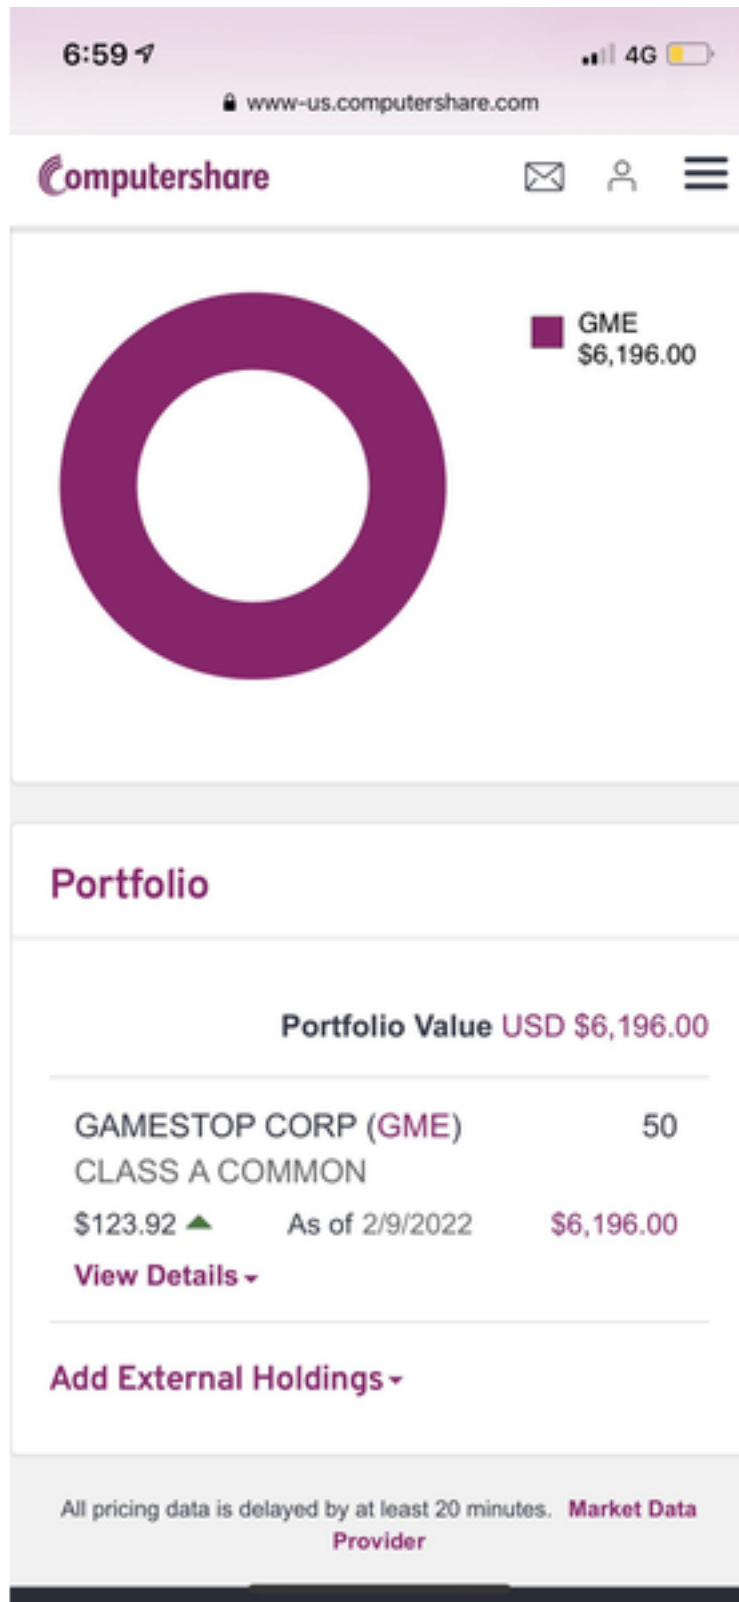 6:59 4G
www-us.computershare.com
Computershare
GME
$6,196.00
Portfolio
Portfolio Value USD $6,196.00
GAMESTOP CORP (GME) 50
CLASS A COMMON
$123.92 As of 2/9/2022 $6,196.00
View Details
Add External Holdings
All pricing data is delayed by at least 20 minutes. Market Data
Provider